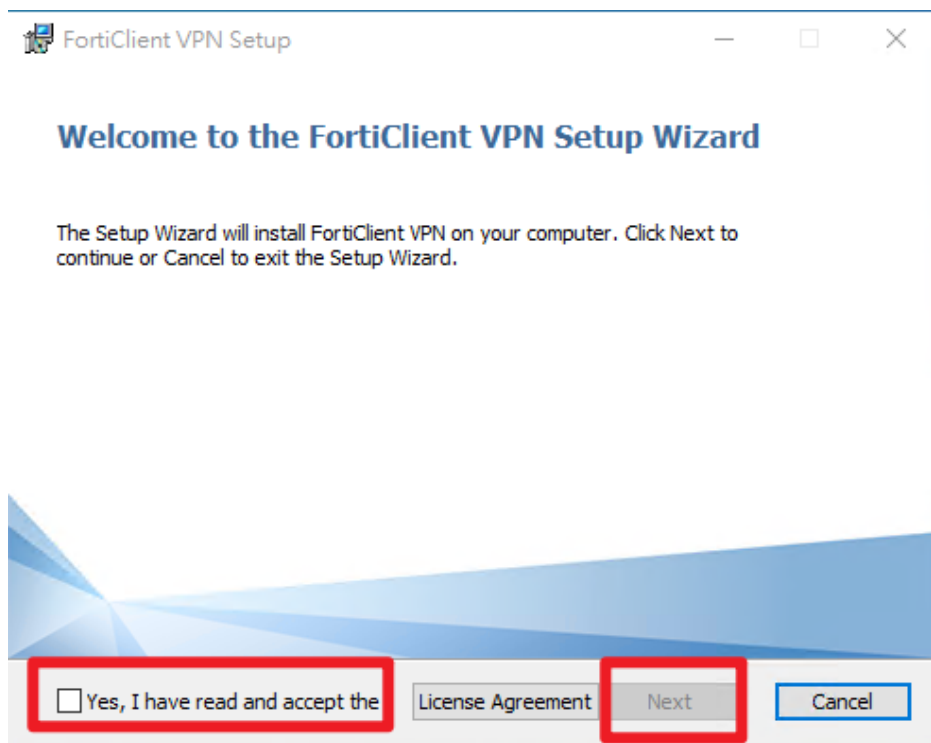 FortiClient VPN Setup
Welcome to the FortiClient VPN Setup Wizard
The Setup Wizard will install FortiClient VPN on your computer. Click Next to
continue or Cancel to exit the Setup Wizard.
Yes, I have read and accept the License Agreement Next Cancel